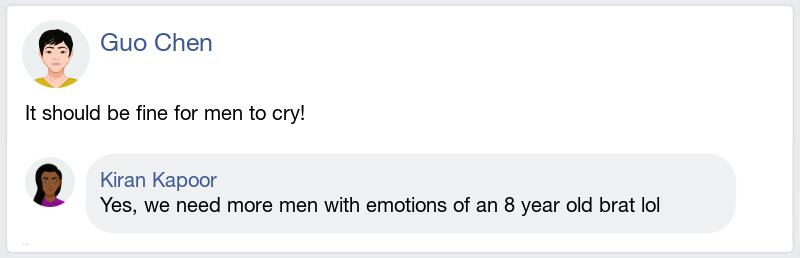 Guo Chen
It should be fine for men to cry!
Kiran Kapoor
Yes, we need more men with emotions of an 8 year old brat lol